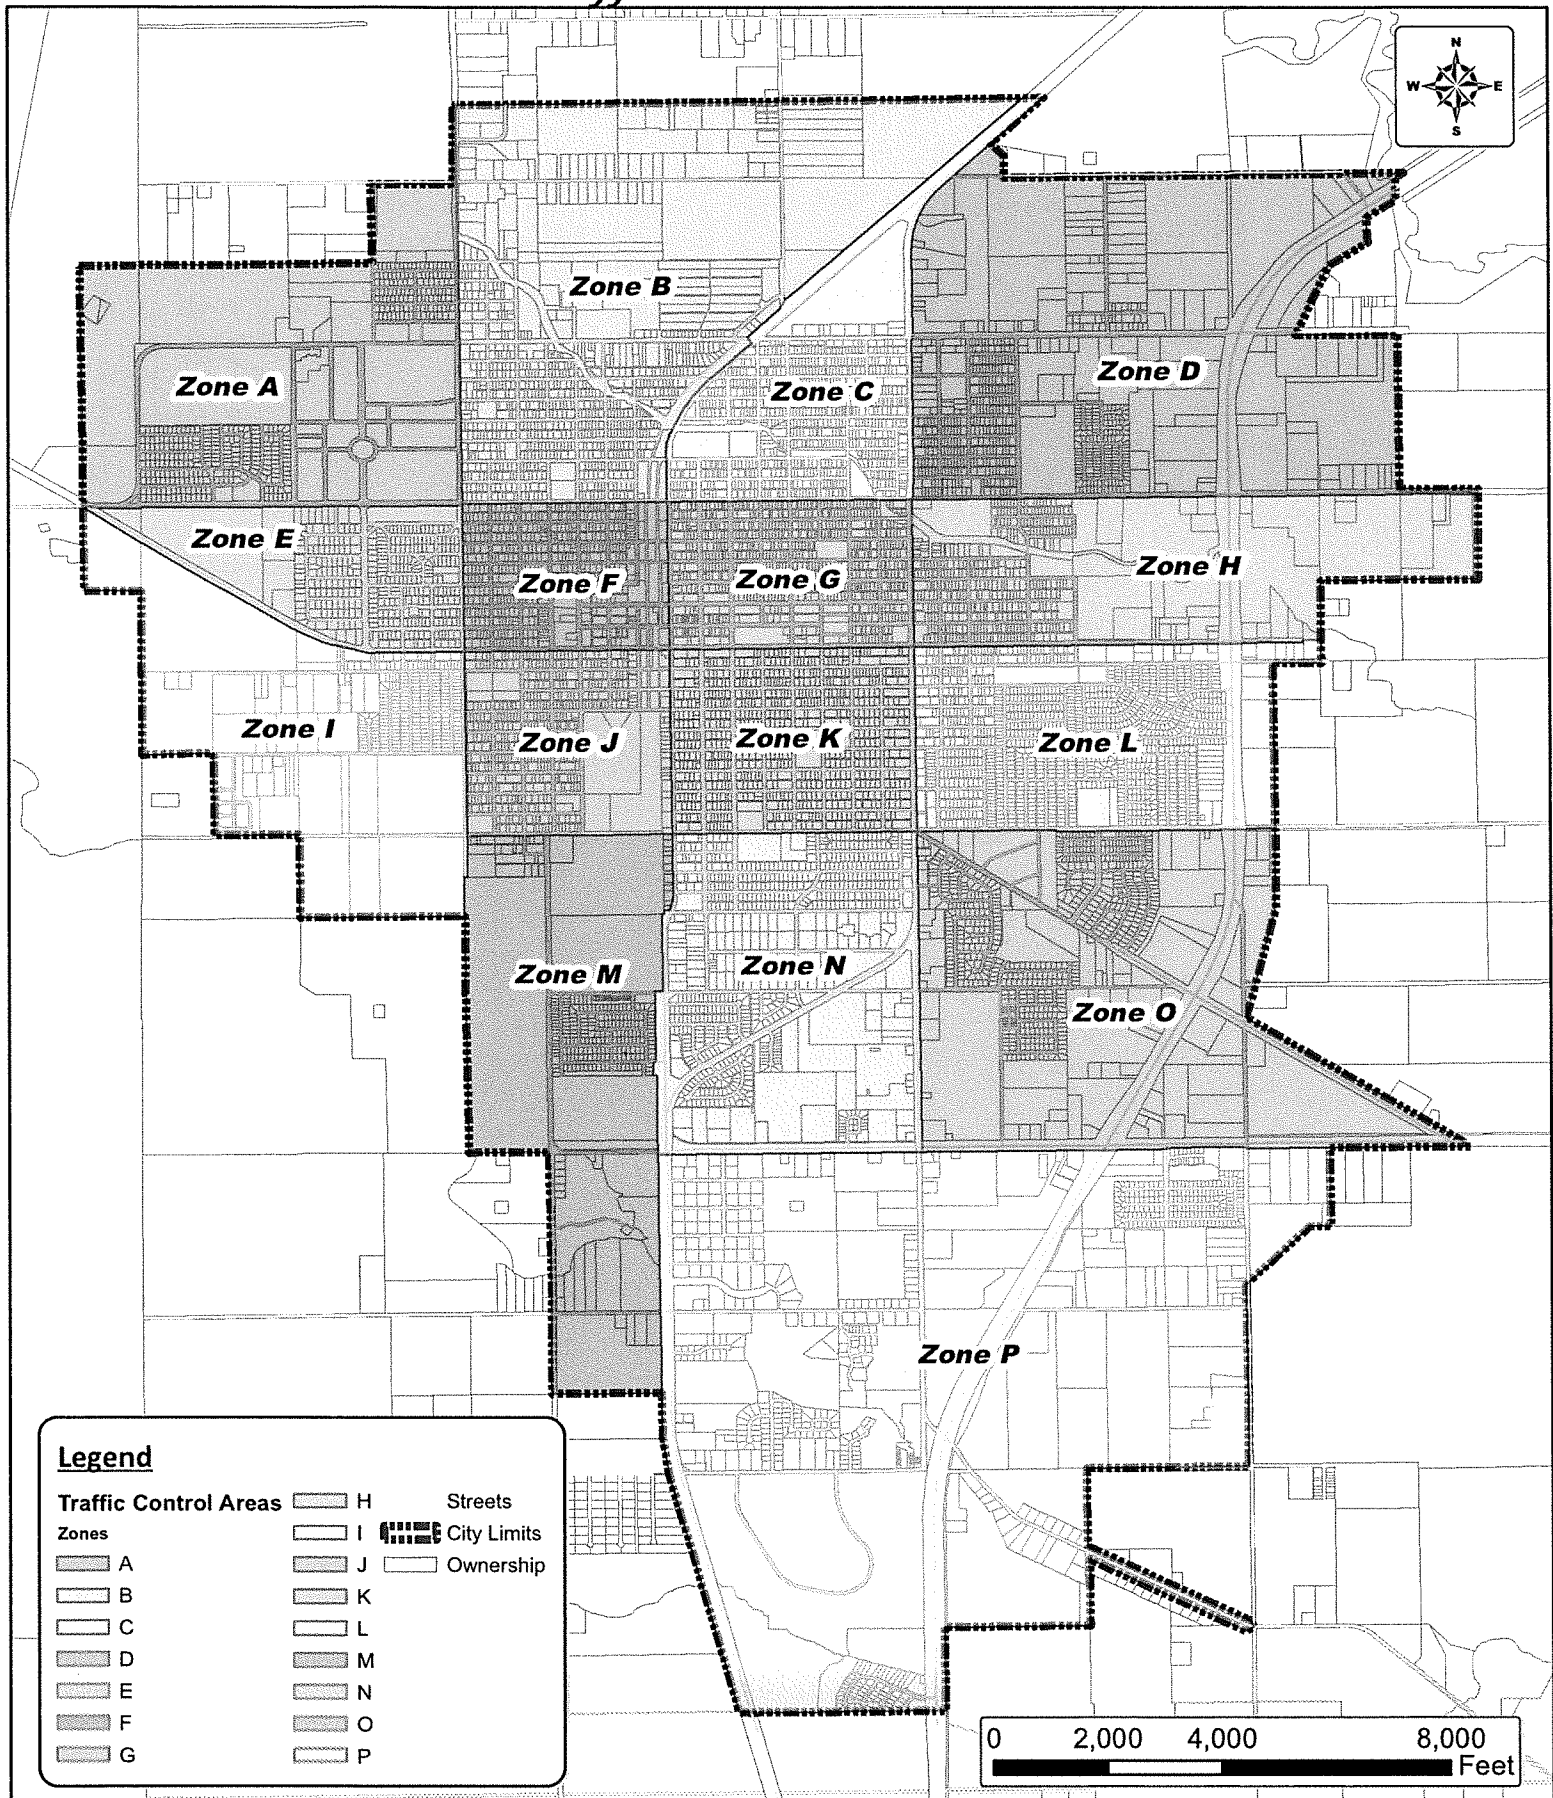 N
W E
S
Zone B
Zone A
Zone C
Zone D
Zone E
Zone F
Zone G
Zone H
Zone I
Zone J
Zone K
Zone L
Zone M
Zone N
Zone O
Zone P
Legend
Traffic Control Areas
Zones
A
B
C
D
E
F
G
H
I
J
K
L
M
N
O
P
Streets
City Limits
Ownership
0 2,000 4,000 8,000
Feet